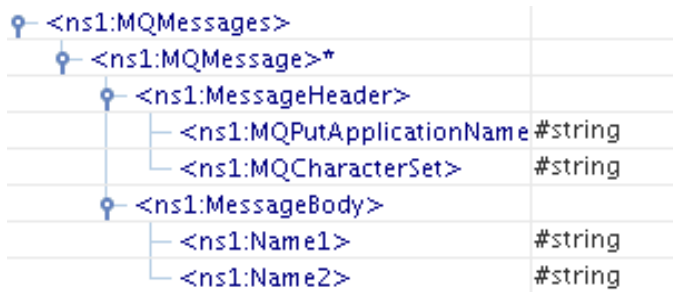 <ns1:MQMessages>
<ns1:MQMessage>*
<ns1:MessageHeader>
<ns1:MQPutApplicationName #string
<ns1:MQCharacterSet> #string
<ns1:MessageBody>
<ns1:Name1> #string
<ns1:Name2> #string